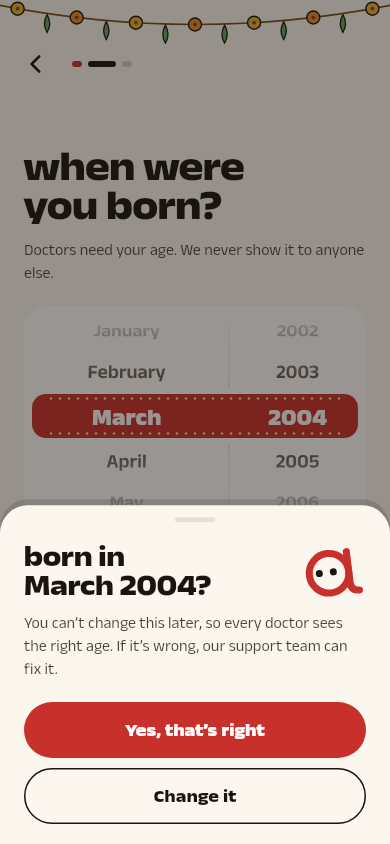 when were
you born?
Doctors need your age. We never show it to anyone
else.
January 2002
February 2003
March 2004
April 2005
May 2006
born in
March 2004?
You can’t change this later, so every doctor sees
the right age. If it’s wrong, our support team can
fix it.
Yes, that’s right
Change it